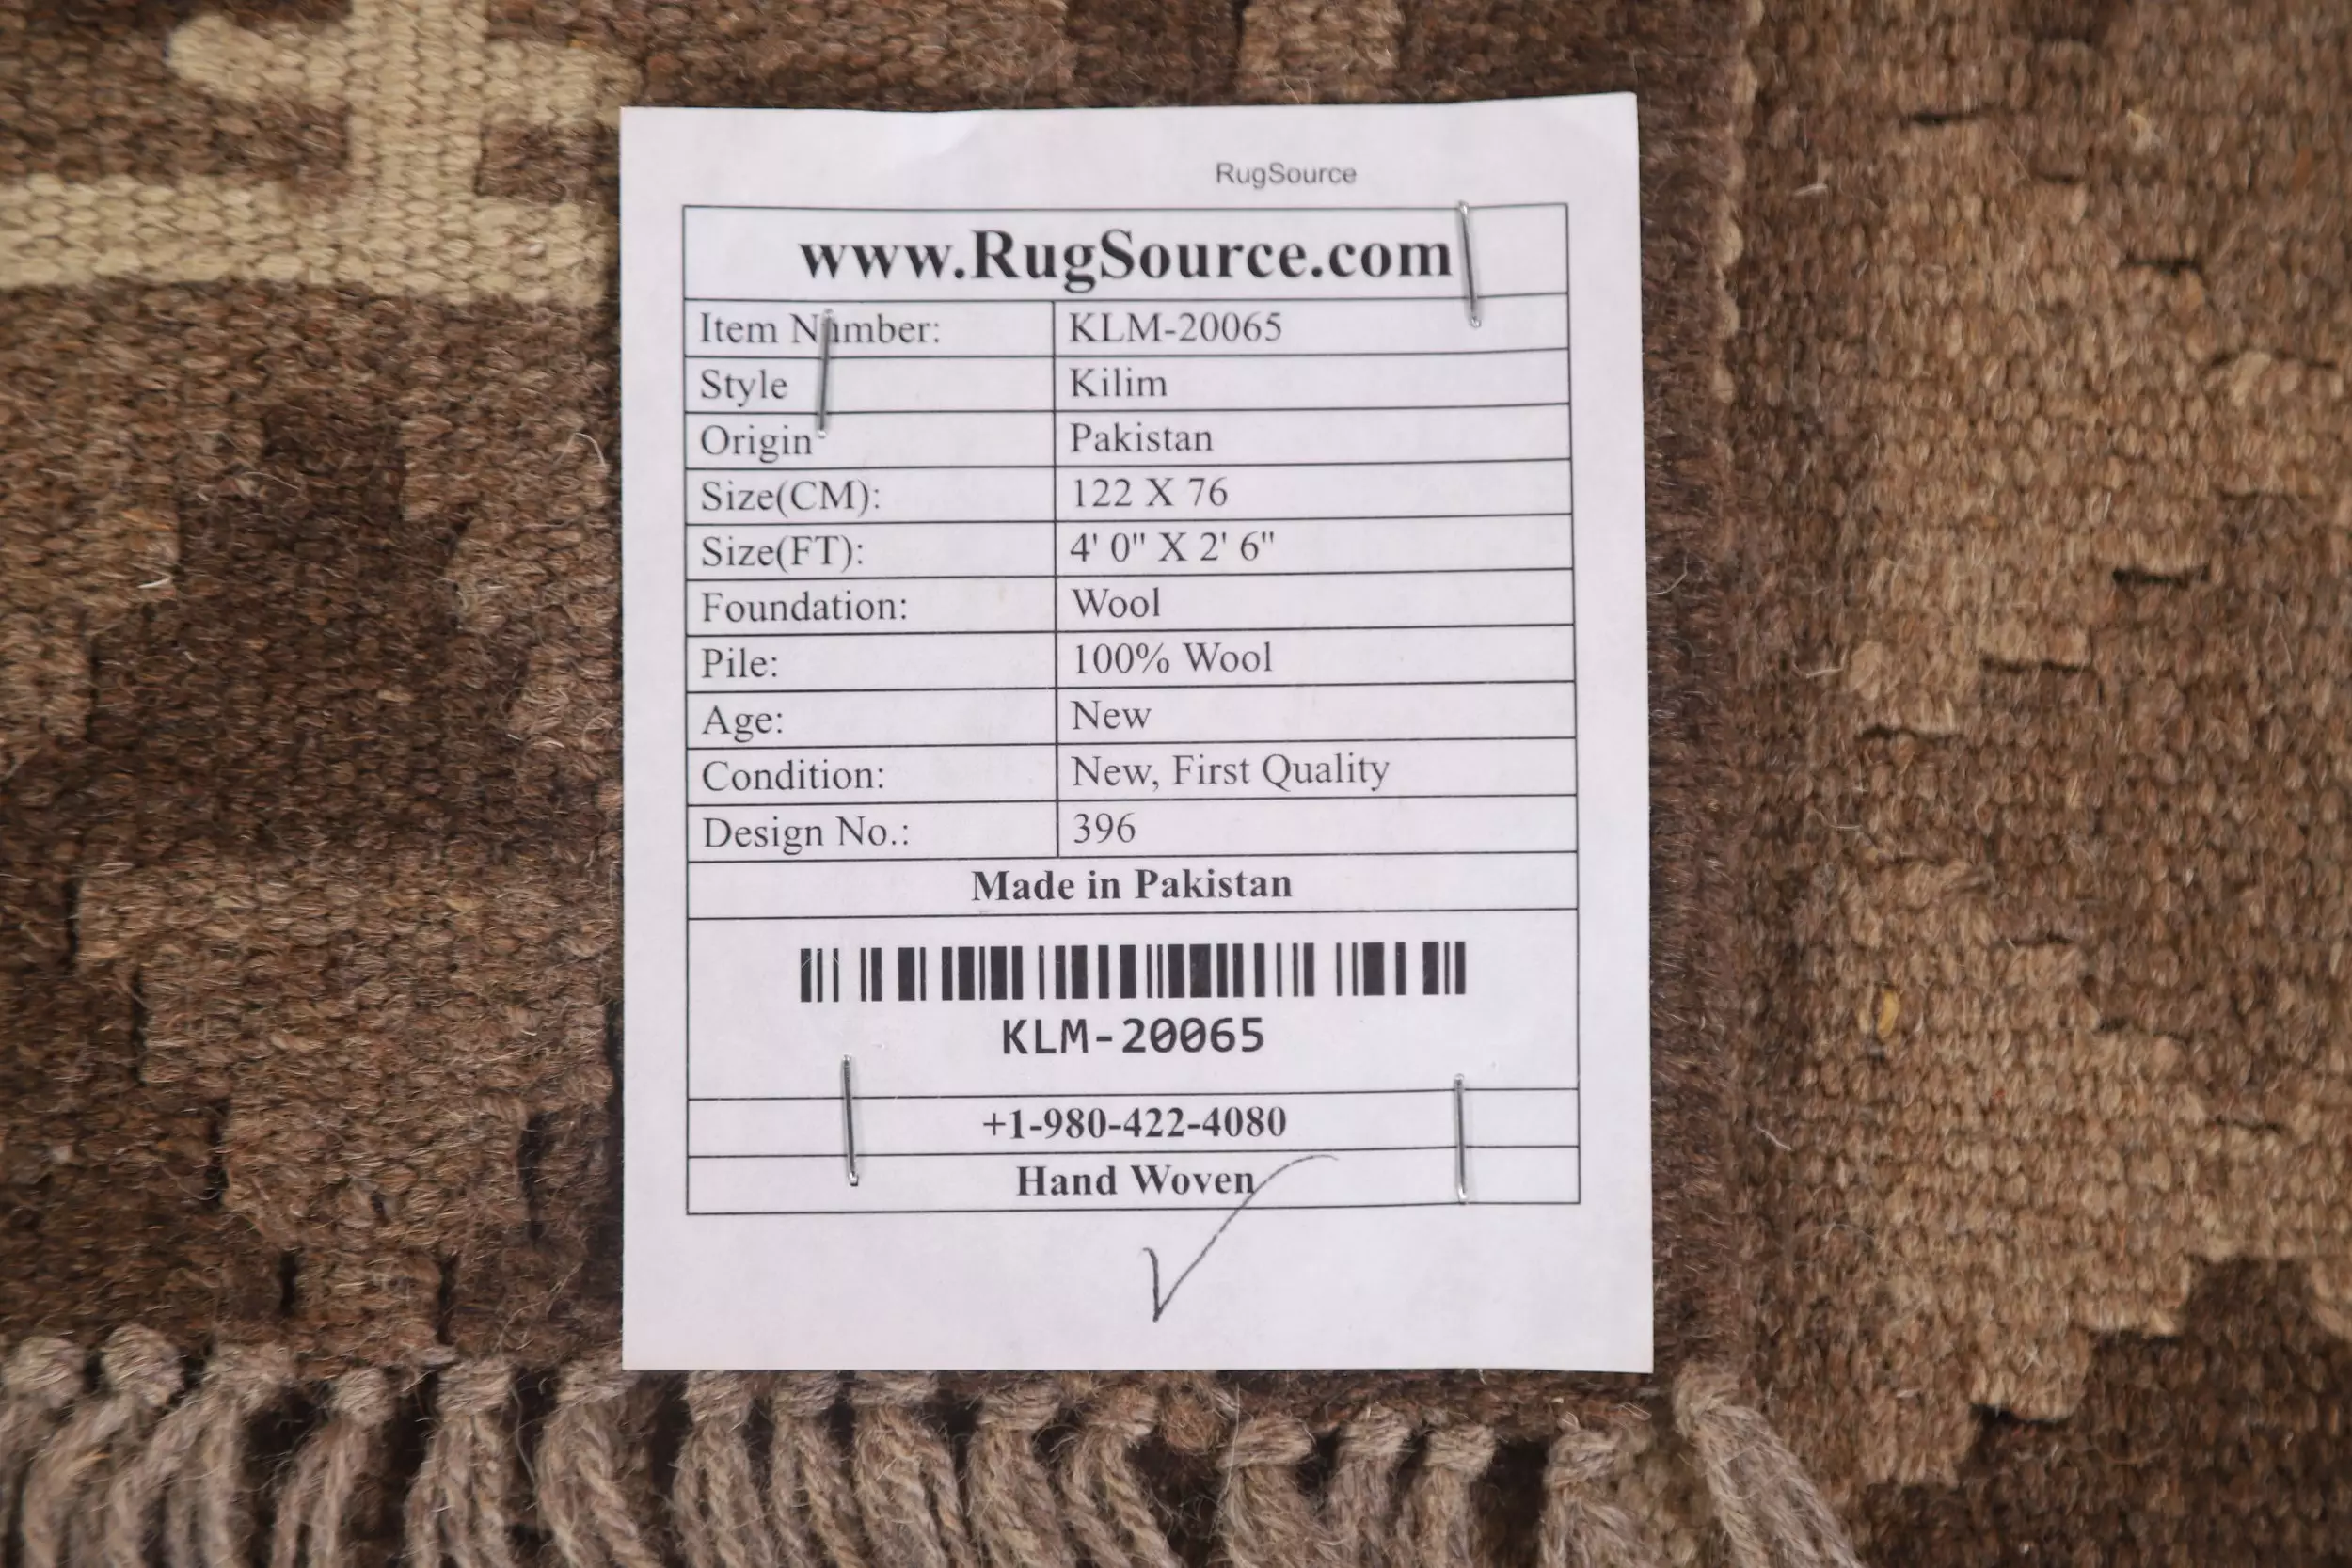 RugSource
www.RugSource.com
Item Number: KLM-20065
Style Kilim
Origin Pakistan
Size(CM): 122 X 76
Size(FT): 4' 0" X 2' 6"
Foundation: Wool
Pile: 100% Wool
Age: New
Condition: New, First Quality
Design No.: 396
Made in Pakistan
KLM-20065
+1-980-422-4080
Hand Woven